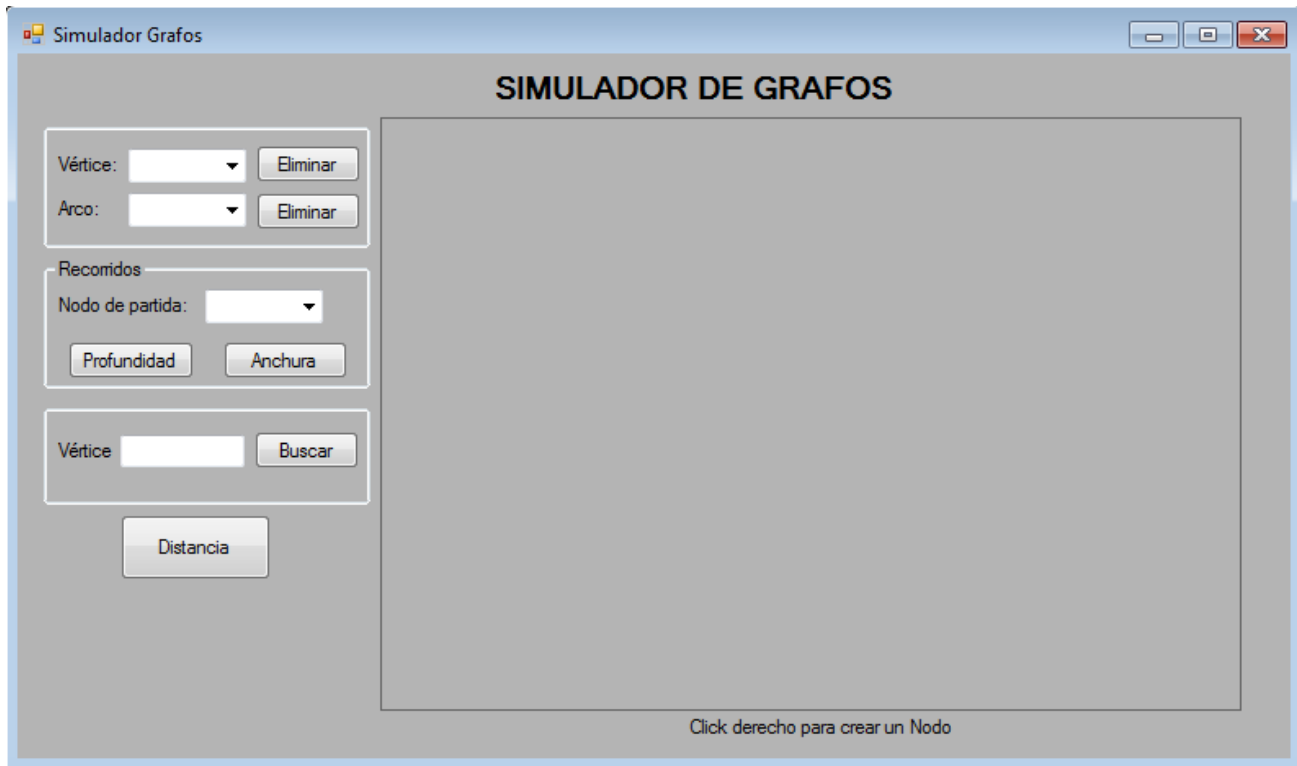 Simulador Grafos
SIMULADOR DE GRAFOS
Vértice: Eliminar
Arco: Eliminar
Recorridos
Nodo de partida:
Profundidad Anchura
Vértice Buscar
Distancia
Click derecho para crear un Nodo